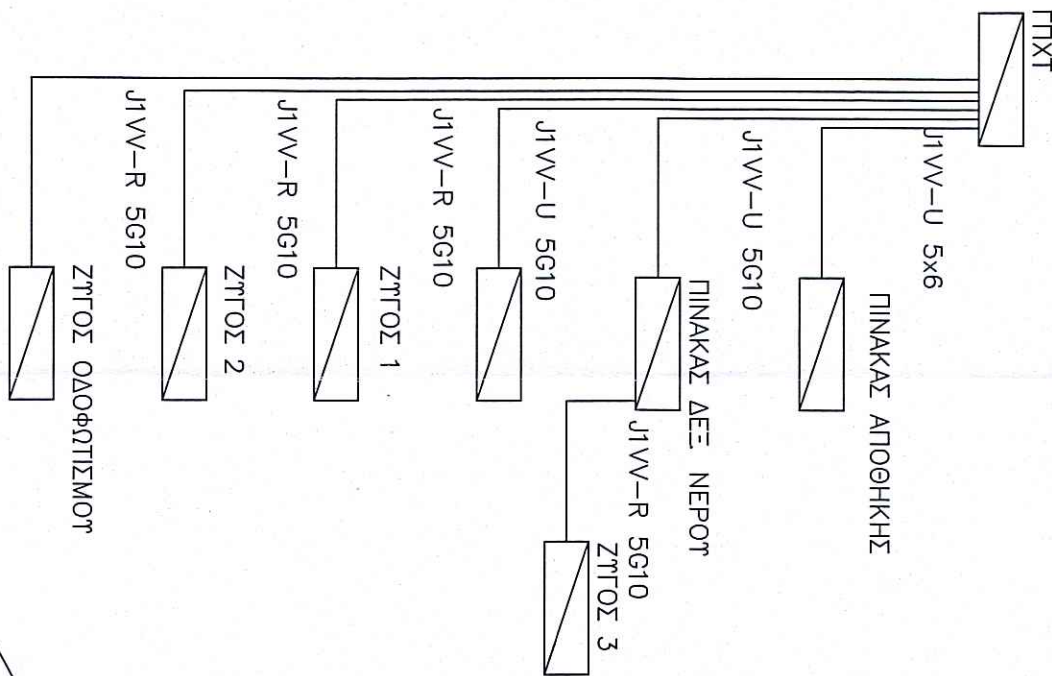 ΓΠΧΤ
J1VV-U 5x6
ΠΙΝΑΚΑΣ ΑΠΟΘΗΚΗΣ
J1VV-U 5G10
ΠΙΝΑΚΑΣ ΔΕΞ ΝΕΡΟΥ
J1VV-R 5G10
ΖΥΓΟΣ 3
J1VV-U 5G10
J1VV-R 5G10
ΖΥΓΟΣ 1
J1VV-R 5G10
ΖΥΓΟΣ 2
J1VV-R 5G10
ΖΥΓΟΣ ΟΔΟΦΩΤΙΣΜΟΥ